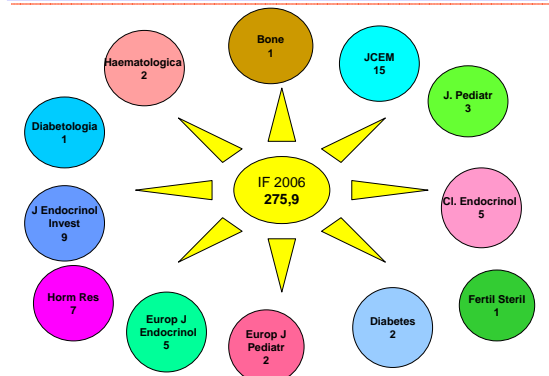 Bone
1
JCEM
15
Haematologica
2
J. Pediatr
3
Diabetologia
1
IF 2006
275,9
Cl. Endocrinol
5
J Endocrinol
Invest
9
Horm Res
7
Europ J
Endocrinol
5
Europ J
Pediatr
2
Diabetes
2
Fertil Steril
1